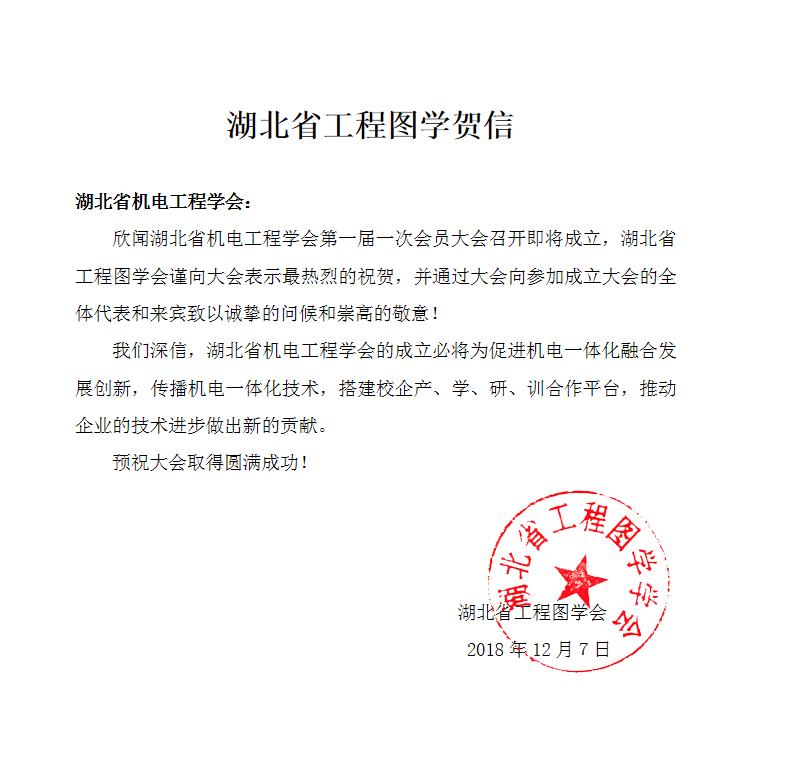 湖北省工程图学贺信
湖北省机电工程学会：
欣闻湖北省机电工程学会第一届一次会员大会召开即将成立，湖北省
工程图学会谨向大会表示最热烈的祝贺，并通过大会向参加成立大会的全
体代表和来宾致以诚挚的问候和崇高的敬意！
我们深信，湖北省机电工程学会的成立必将为促进机电一体化融合发
展创新，传播机电一体化技术，搭建校企产、学、研、训合作平台，推动
企业的技术进步做出新的贡献。
预祝大会取得圆满成功！
湖北省工程图学学会
湖北省工程图学会
2018 年 12 月 7 日